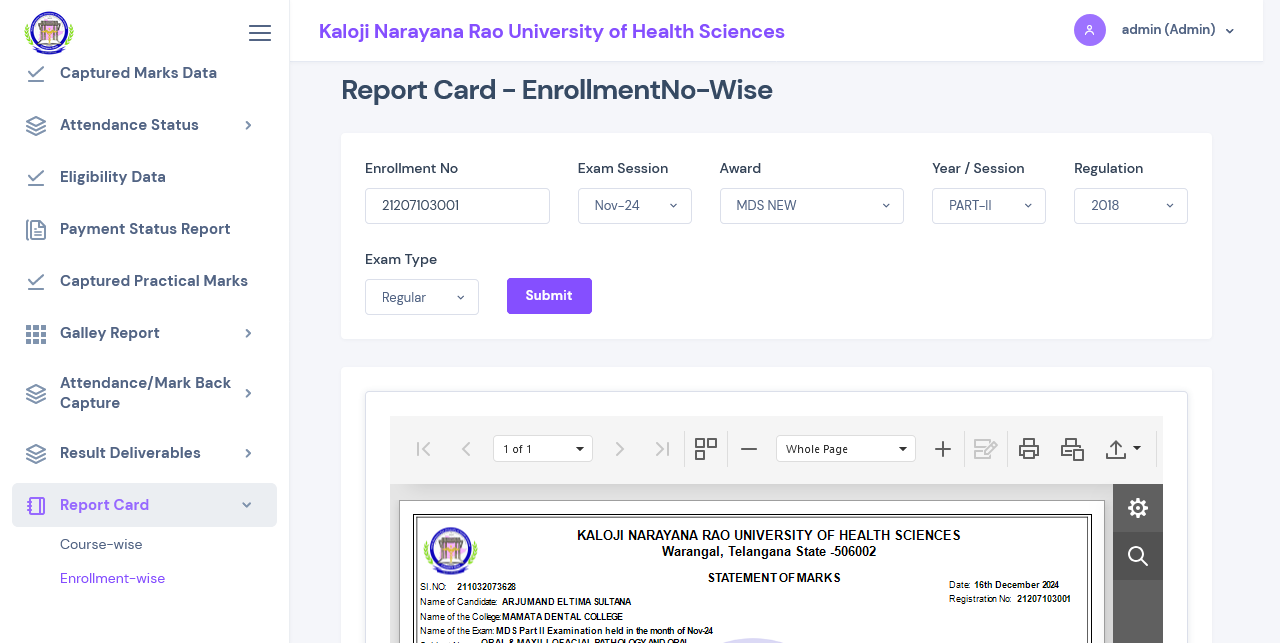 Kaloji Narayana Rao University of Health Sciences
admin (Admin)
Captured Marks Data
Attendance Status
Eligibility Data
Payment Status Report
Captured Practical Marks
Galley Report
Attendance/Mark Back
Capture
Result Deliverables
Report Card
Course-wise
Enrollment-wise
Report Card - EnrollmentNo-Wise
Enrollment No
Exam Session
Award
Year / Session
Regulation
21207103001
Nov-24
MDS NEW
PART-II
2018
Exam Type
Regular
Submit
1 of 1
Whole Page
KALOJI NARAYANA RAO UNIVERSITY OF HEALTH SCIENCES
Warangal, Telangana State -506002
STATEMENT OF MARKS
SI.NO: 211032073628
Date: 16th December 2024
Name of Candidate: ARJUMAND ELTIMA SULTANA
Registration No: 21207103001
Name of the College:MAMATA DENTAL COLLEGE
Name of the Exam: MDS Part II Examination held in the month of Nov-24
ORAL & MAXILLOFACIAL PATHOLOGY AND ORAL